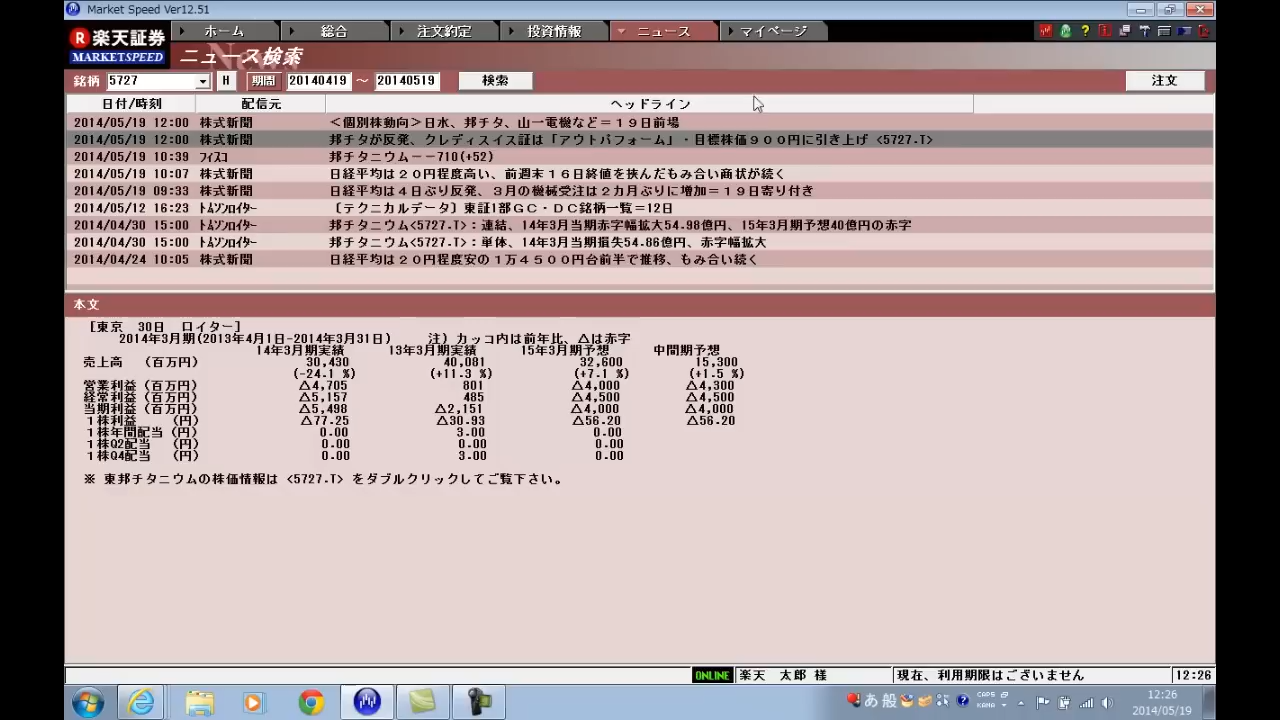 Market Speed Ver12.51
R 楽天証券
MARKETSPEED
ホーム 総合 注文約定 投資情報 ニュース マイページ
ニュース検索
銘柄 5727 H 期間 20140419 ～ 20140519 検索 注文
日付/時刻 配信元 ヘッドライン
2014/05/19 12:00 株式新聞 ＜個別株動向＞日水、邦チタ、山一電機など＝１９日前場
2014/05/19 12:00 株式新聞 邦チタが反発、クレディスイス証は「アウトパフォーム」・目標株価９００円に引き上げ <5727.T>
2014/05/19 10:39 フィスコ 邦チタニウム－－710(+52)
2014/05/19 10:07 株式新聞 日経平均は２０円程度高い、前週末１６日終値を挟んだもみ合い商状が続く
2014/05/19 09:33 株式新聞 日経平均は４日ぶり反発、３月の機械受注は２カ月ぶりに増加＝１９日寄り付き
2014/05/12 16:23 トムソンロイター 〔テクニカルデータ〕東証1部ＧＣ・ＤＣ銘柄一覧＝12日
2014/04/30 15:00 トムソンロイター 邦チタニウム<5727.T>：連結、14年3月当期赤字幅拡大54.98億円、15年3月期予想40億円の赤字
2014/04/30 15:00 トムソンロイター 邦チタニウム<5727.T>：単体、14年3月当期損失54.86億円、赤字幅拡大
2014/04/24 10:05 株式新聞 日経平均は２０円程度安の１万４５００円台前半で推移、もみ合い続く
本文
［東京 30日 ロイター］
2014年3月期(2013年4月1日-2014年3月31日) 注）カッコ内は前年比、△は赤字
14年3月期実績 13年3月期実績 15年3月期予想 中間期予想
売上高 （百万円） 30,430 40,081 32,600 15,300
(-24.1 %) (+11.3 %) (+7.1 %) (+1.5 %)
営業利益（百万円） △4,705 801 △4,000 △4,300
経常利益（百万円） △5,157 485 △4,500 △4,500
当期利益（百万円） △5,498 △2,151 △4,000 △4,000
１株利益 （円） △77.25 △30.93 △56.20 △56.20
１株年間配当（円） 0.00 3.00 0.00
１株Q2配当 （円） 0.00 0.00 0.00
１株Q4配当 （円） 0.00 3.00 0.00
※ 東邦チタニウムの株価情報は <5727.T> をダブルクリックしてご覧下さい。
ONLINE 楽天 太郎 様 現在、利用期限はございません 12:26
あ 般 CAPS KANA 12:26
2014/05/19